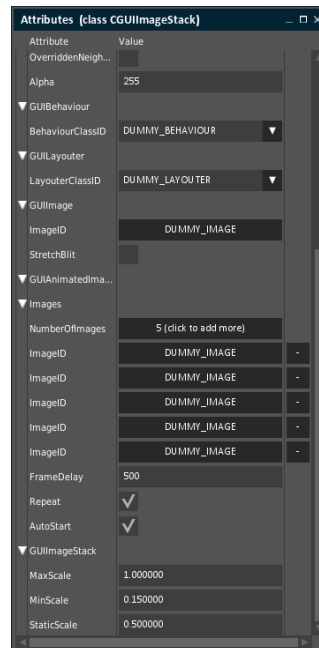 Attributes (class CGUIImageStack)
Attribute Value
OverriddenNeigh...
Alpha 255
GUIBehaviour
BehaviourClassID DUMMY_BEHAVIOUR
GUILayouter
LayouterClassID DUMMY_LAYOUTER
GUIImage
ImageID DUMMY_IMAGE
StretchBlit
GUIAnimatedIma...
Images
NumberOfImages 5 (click to add more)
ImageID DUMMY_IMAGE -
ImageID DUMMY_IMAGE -
ImageID DUMMY_IMAGE -
ImageID DUMMY_IMAGE -
ImageID DUMMY_IMAGE -
FrameDelay 500
Repeat
AutoStart
GUIImageStack
MaxScale 1.000000
MinScale 0.150000
StaticScale 0.500000